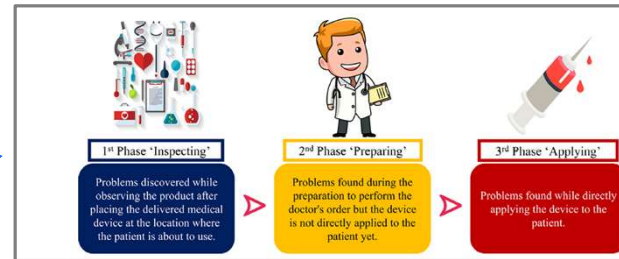 1st Phase 'Inspecting'
Problems discovered while
observing the product after
placing the delivered medical
device at the location where
the patient is about to use.
2nd Phase 'Preparing'
Problems found during the
preparation to perform the
doctor's order but the device
is not directly applied to the
patient yet.
3rd Phase 'Applying'
Problems found while directly
applying the device to the
patient.